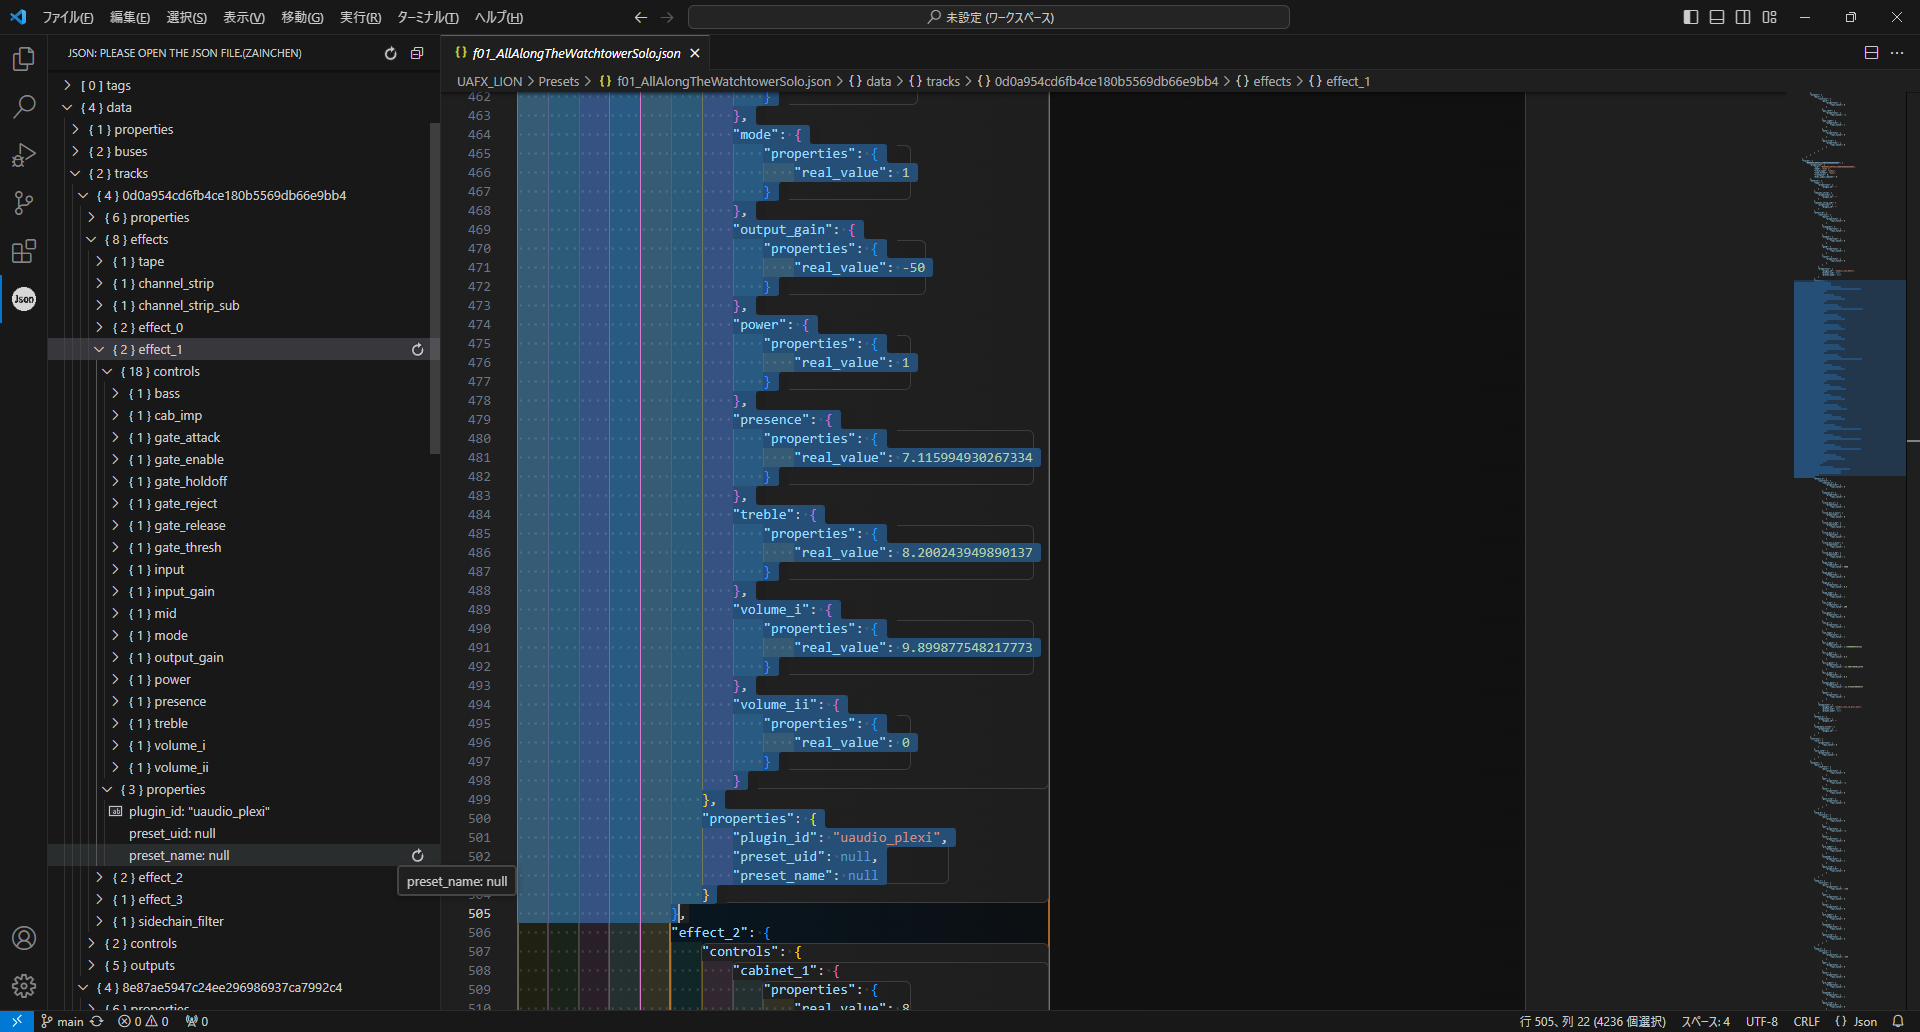 ファイル(F) 編集(E) 選択(S) 表示(V) 移動(G) 実行(R) ターミナル(T) ヘルプ(H)
未設定 (ワークスペース)
JSON: PLEASE OPEN THE JSON FILE.(ZAINCHEN)
[ 0 ] tags
{ 4 } data
{ 1 } properties
{ 2 } buses
{ 2 } tracks
{ 4 } 0d0a954cd6fb4ce180b5569db66e9bb4
{ 6 } properties
{ 8 } effects
{ 1 } tape
{ 1 } channel_strip
{ 1 } channel_strip_sub
{ 2 } effect_0
{ 2 } effect_1
{ 18 } controls
{ 1 } bass
{ 1 } cab_imp
{ 1 } gate_attack
{ 1 } gate_enable
{ 1 } gate_holdoff
{ 1 } gate_reject
{ 1 } gate_release
{ 1 } gate_thresh
{ 1 } input
{ 1 } input_gain
{ 1 } mid
{ 1 } mode
{ 1 } output_gain
{ 1 } power
{ 1 } presence
{ 1 } treble
{ 1 } volume_i
{ 1 } volume_ii
{ 3 } properties
plugin_id: "uaudio_plexi"
preset_uid: null
preset_name: null
{ 2 } effect_2
{ 1 } effect_3
{ 1 } sidechain_filter
{ 2 } controls
{ 5 } outputs
{ 4 } 8e87ae5947c24ee296986937ca7992c4
{ 6 } properties
Json
preset_name: null
{} f01_AllAlongTheWatchtowerSolo.json
UAFX_LION > Presets > {} f01_AllAlongTheWatchtowerSolo.json > {} data > {} tracks > {} 0d0a954cd6fb4ce180b5569db66e9bb4 > {} effects > {} effect_1
462 }
463 },
464 "mode": {
465 "properties": {
466 "real_value": 1
467 }
468 },
469 "output_gain": {
470 "properties": {
471 "real_value": -50
472 }
473 },
474 "power": {
475 "properties": {
476 "real_value": 1
477 }
478 },
479 "presence": {
480 "properties": {
481 "real_value": 7.115994930267334
482 }
483 },
484 "treble": {
485 "properties": {
486 "real_value": 8.200243949890137
487 }
488 },
489 "volume_i": {
490 "properties": {
491 "real_value": 9.899877548217773
492 }
493 },
494 "volume_ii": {
495 "properties": {
496 "real_value": 0
497 }
498 }
499 },
500 "properties": {
501 "plugin_id": "uaudio_plexi",
502 "preset_uid": null,
"preset_name": null
}
505 },
506 "effect_2": {
507 "controls": {
508 "cabinet_1": {
509 "properties": {
510 "real_value": 8
main 0 0 0
行 505、列 22 (4236 個選択) スペース: 4 UTF-8 CRLF {} Json